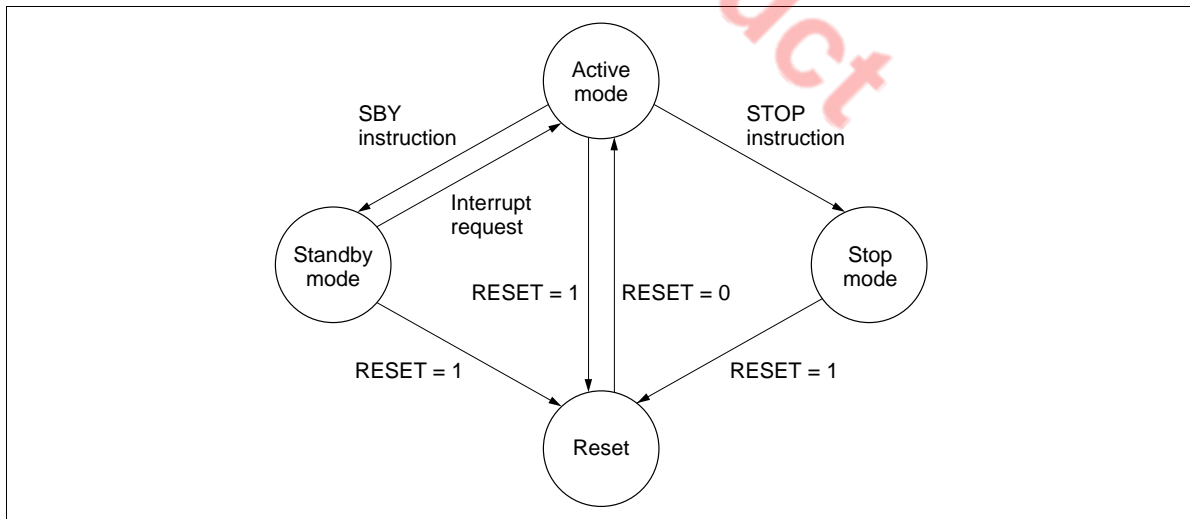 Active
mode
SBY
instruction
STOP
instruction
Interrupt
request
Standby
mode
Stop
mode
RESET = 1
RESET = 0
RESET = 1
RESET = 1
Reset